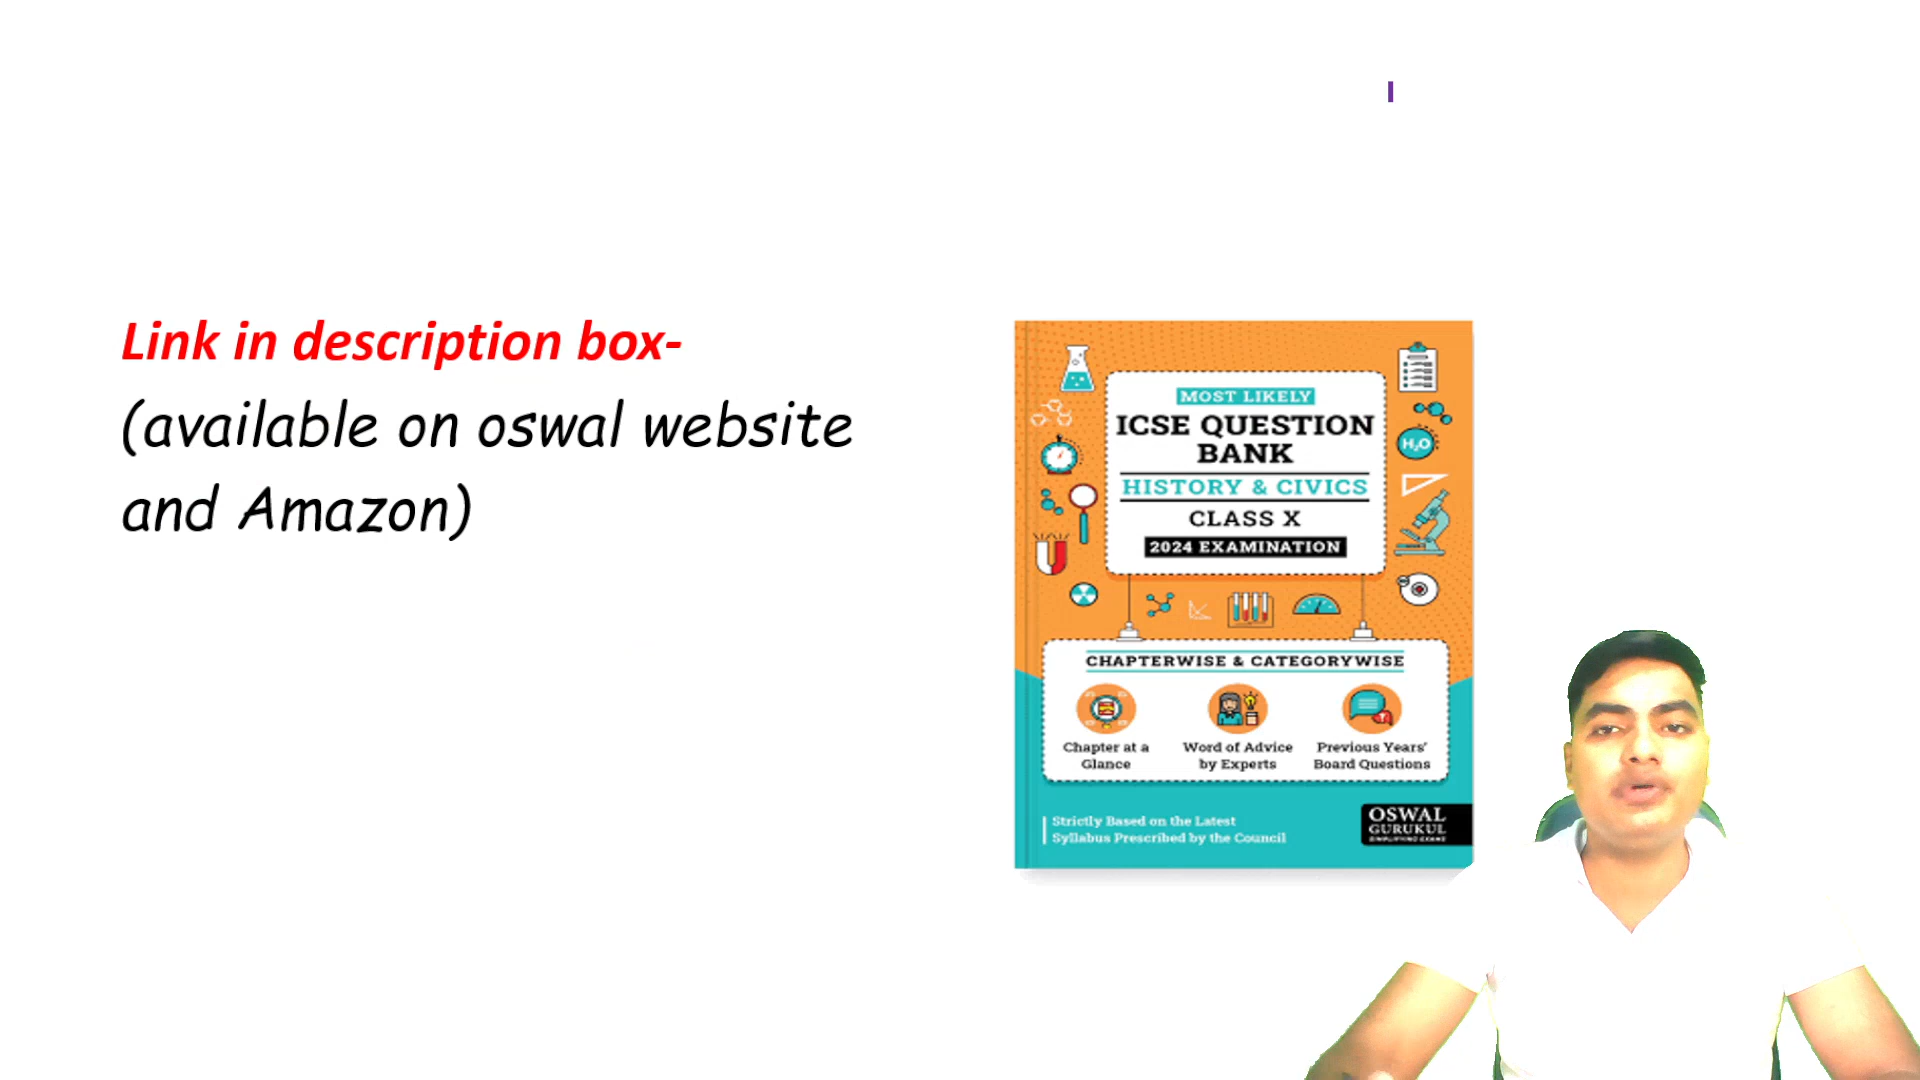 Link in description box-
(available on oswal website
and Amazon)
MOST LIKELY
ICSE QUESTION
BANK
HISTORY & CIVICS
CLASS X
2024 EXAMINATION
H₂O
CHAPTERWISE & CATEGORYWISE
Chapter at a
Glance
Word of Advice
by Experts
Previous Years'
Board Questions
Strictly Based on the Latest
Syllabus Prescribed by the Council
OSWAL
GURUKUL
SIMPLIFYING EXAMS